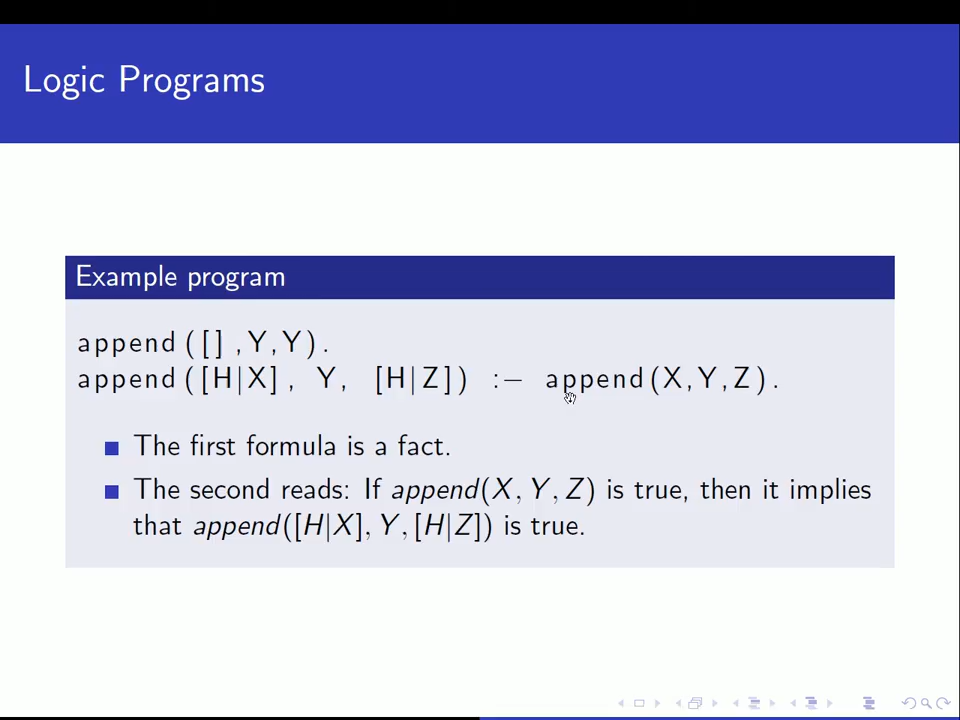 Logic Programs
Example program
append([],Y,Y).
append([H|X], Y, [H|Z]) :− append(X,Y,Z).
The first formula is a fact.
The second reads: If append(X, Y, Z) is true, then it implies
that append([H|X], Y, [H|Z]) is true.